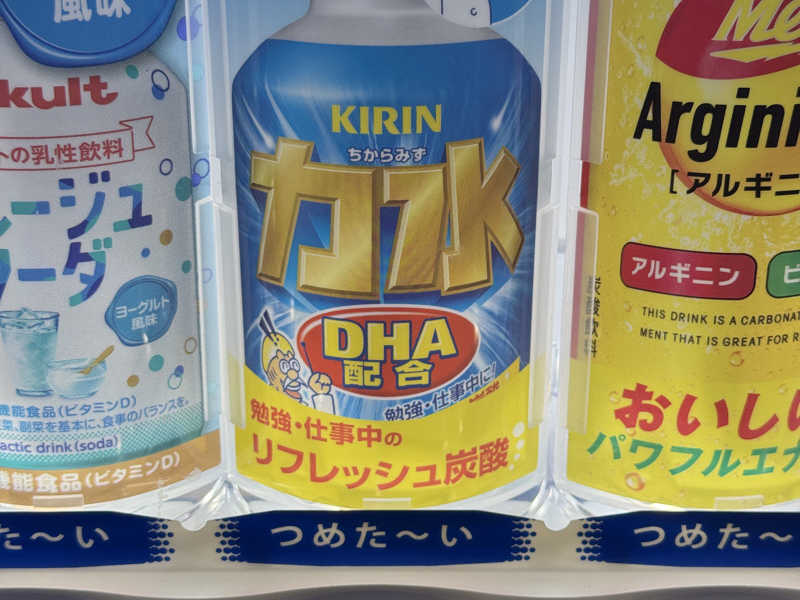 風味
kult
トの乳性飲料
ージュ
ーダ
ヨーグルト
風味
機能食品(ビタミンD)
菜、副菜を基本に、食事のバランスを。
actic drink (soda)
機能食品(ビタミンD)
た〜い
KIRIN
ちからみず
力水
DHA
配合
勉強・仕事中に!
勉強・仕事中の
リフレッシュ炭酸
つめた〜い
Me
Argini
[アルギニ
アルギニン
ビ
炭酸飲料
THIS DRINK IS A CARBONAT
MENT THAT IS GREAT FOR R
おいしい
パワフルエナ
つめた〜